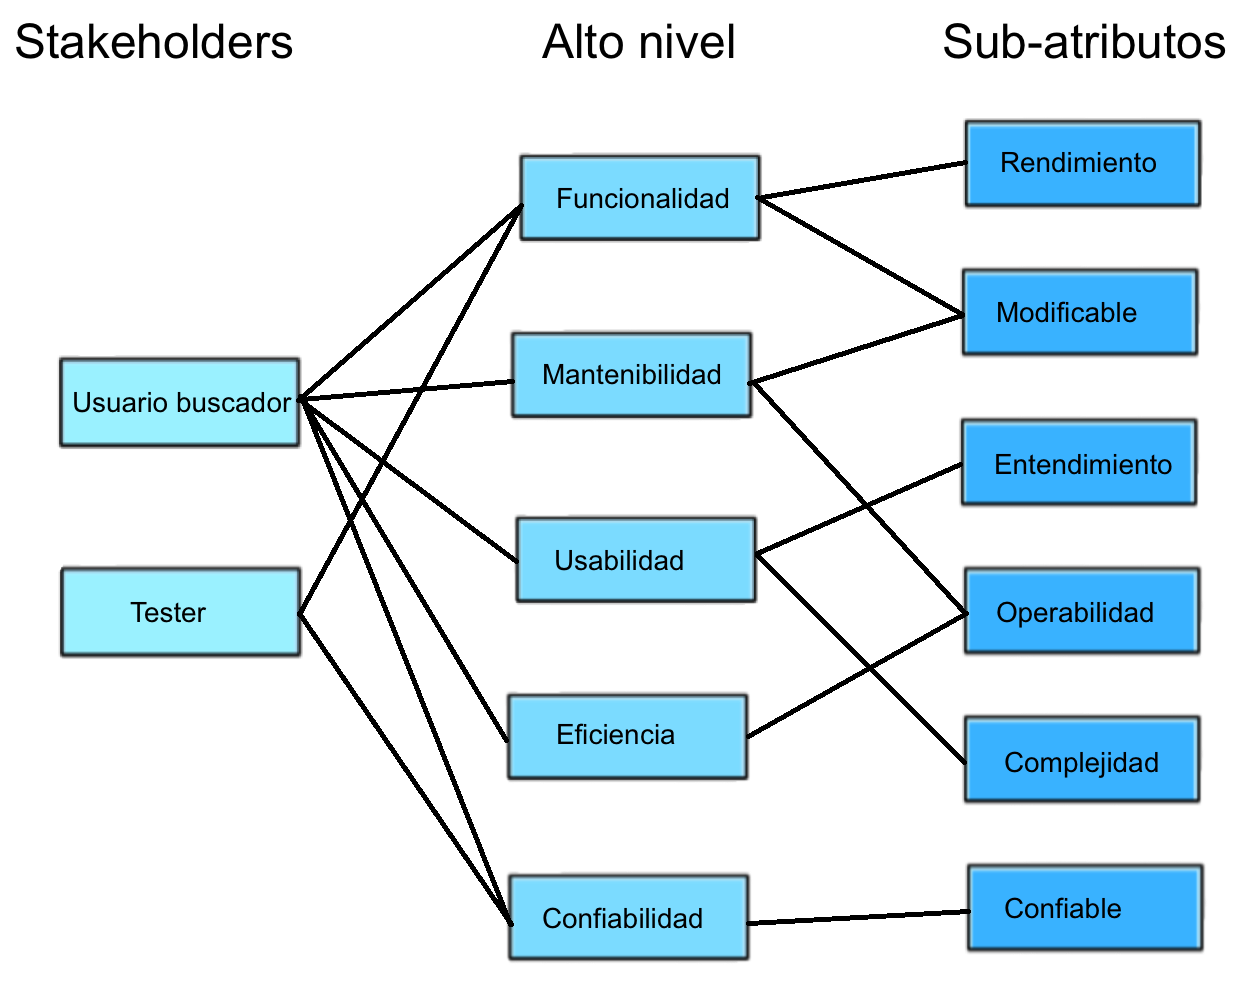 Stakeholders
Alto nivel
Sub-atributos
Usuario buscador
Tester
Funcionalidad
Mantenibilidad
Usabilidad
Eficiencia
Confiabilidad
Rendimiento
Modificable
Entendimiento
Operabilidad
Complejidad
Confiable